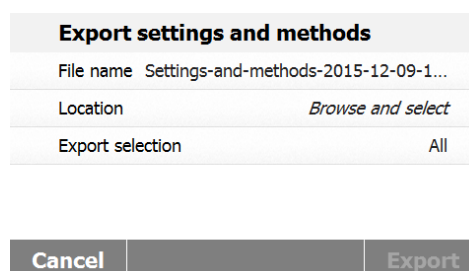 Export settings and methods
File name Settings-and-methods-2015-12-09-1...
Location Browse and select
Export selection All
Cancel Export